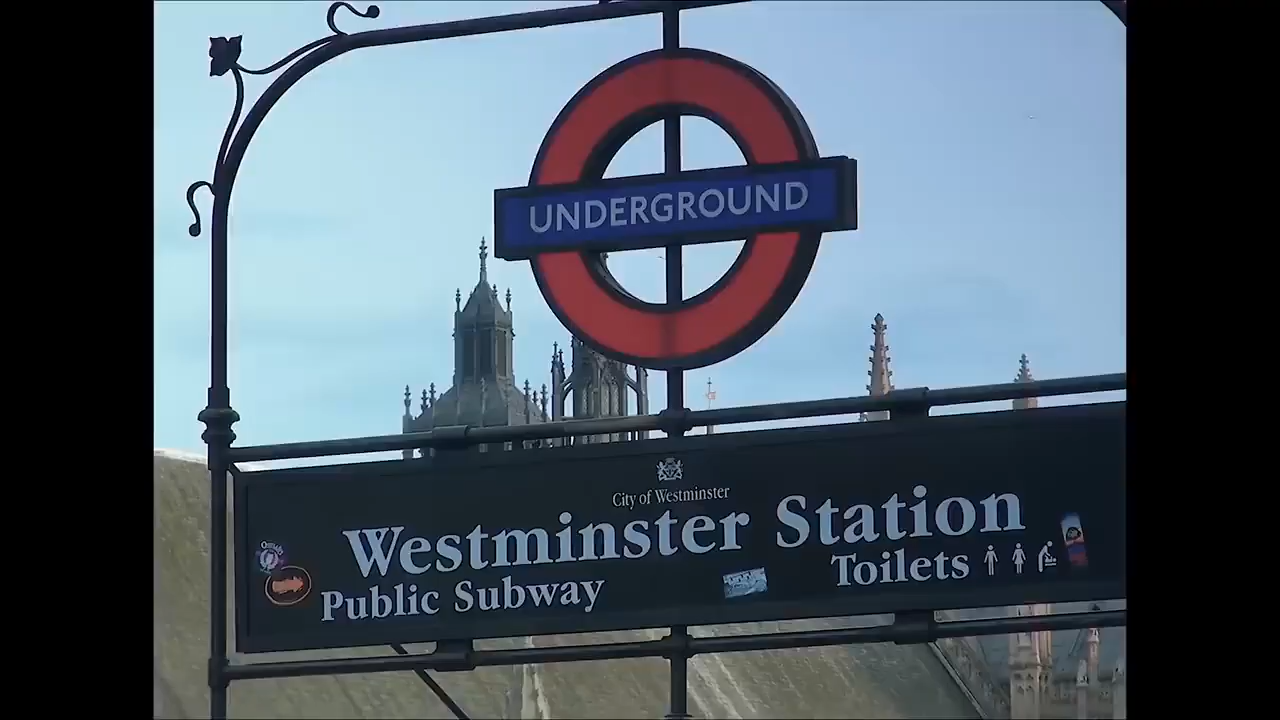 UNDERGROUND
City of Westminster
Westminster Station
Public Subway
Toilets